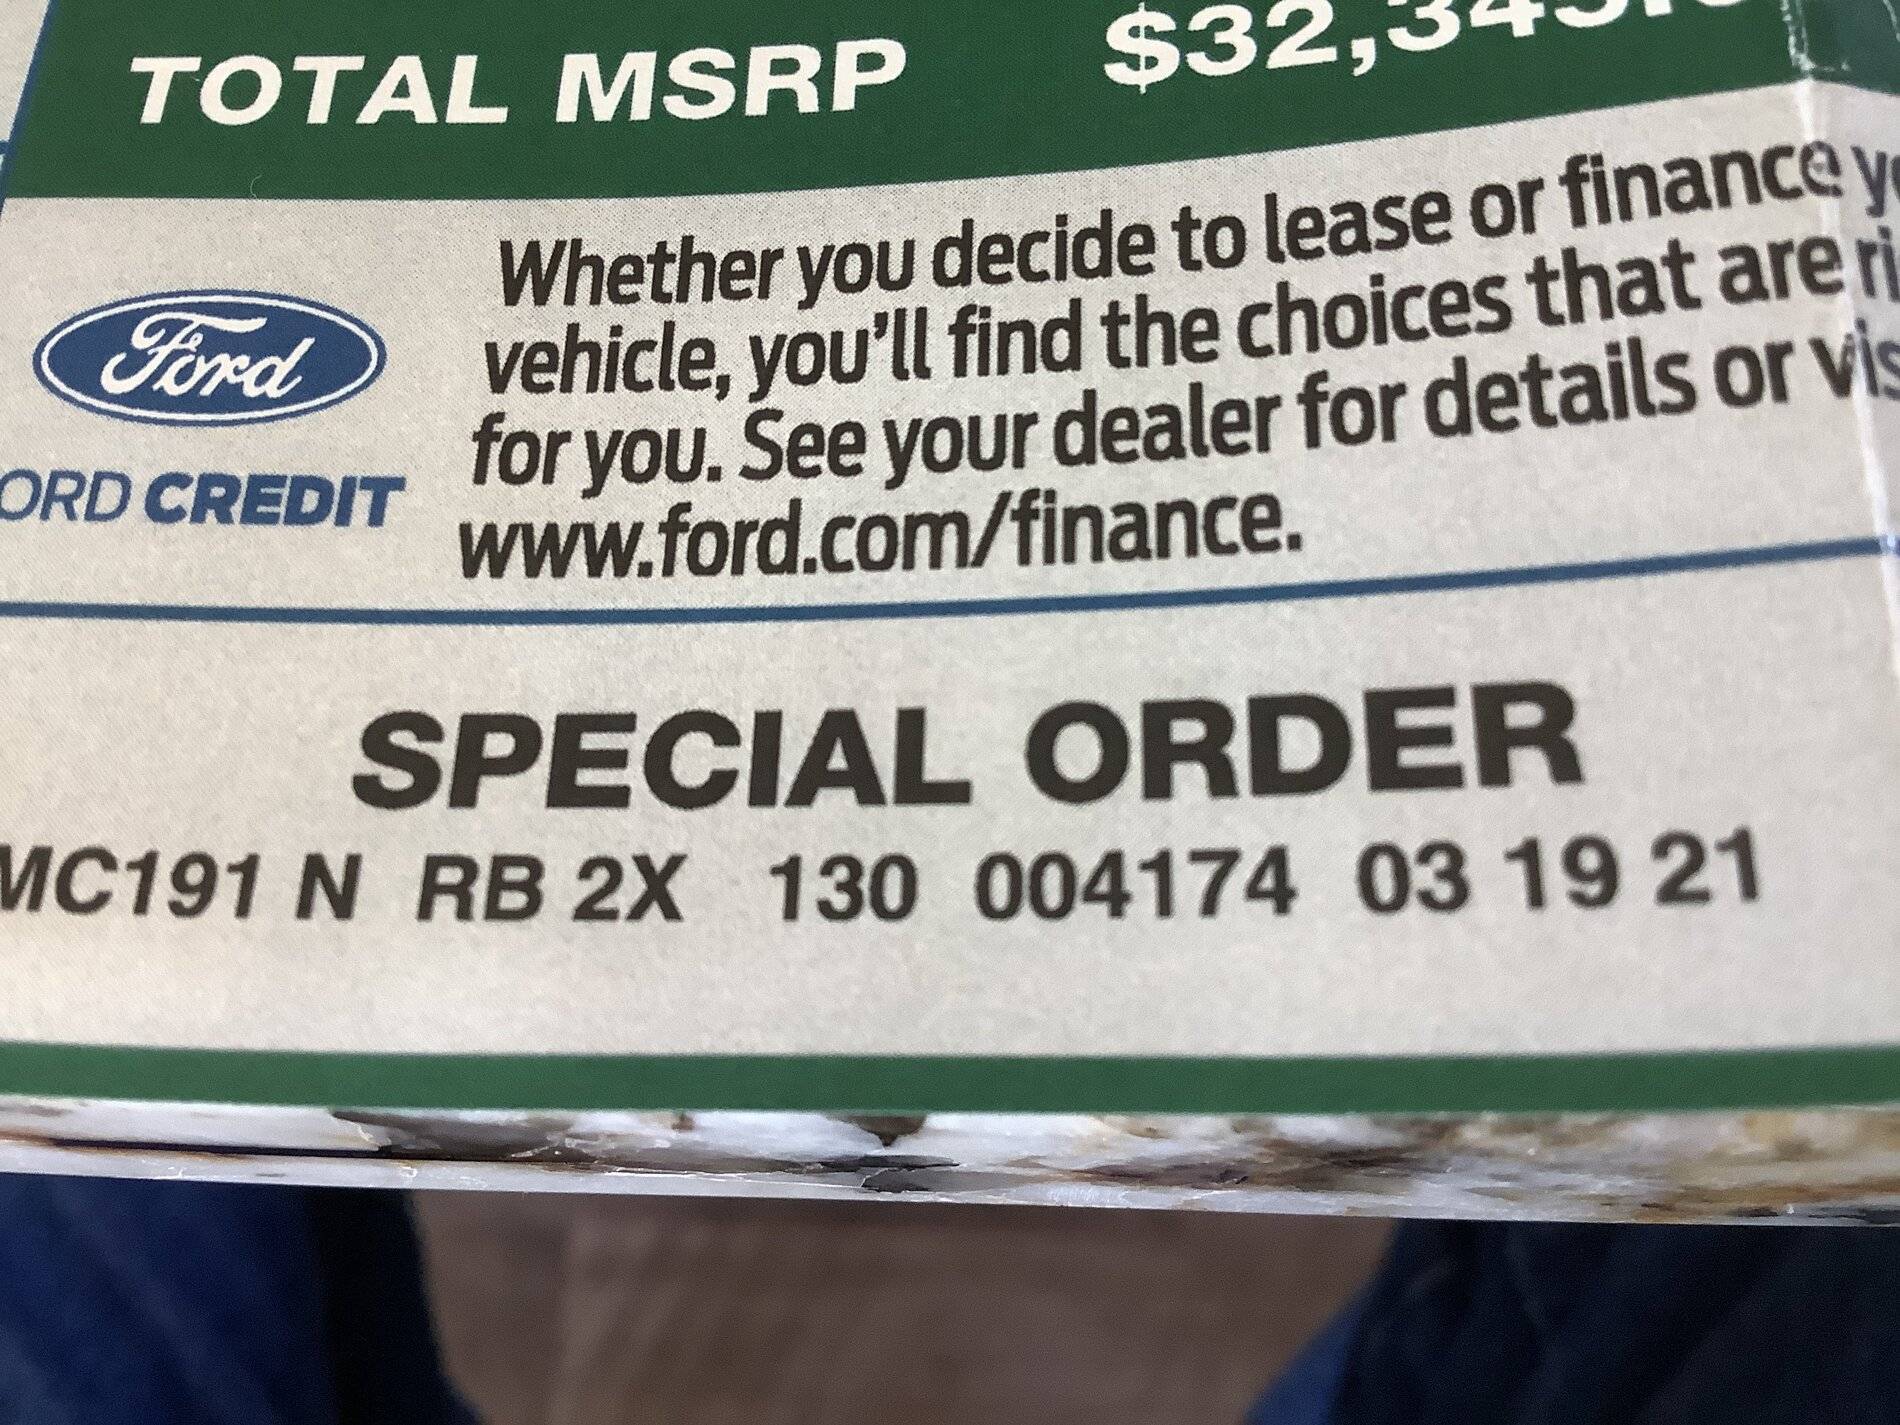 TOTAL MSRP $32,345.
Whether you decide to lease or finance
vehicle, you'll find the choices that are
for you. See your dealer for details or
www.ford.com/finance.
Ford
CREDIT
SPECIAL ORDER
MC191 N RB 2X 130 004174 03 19 21